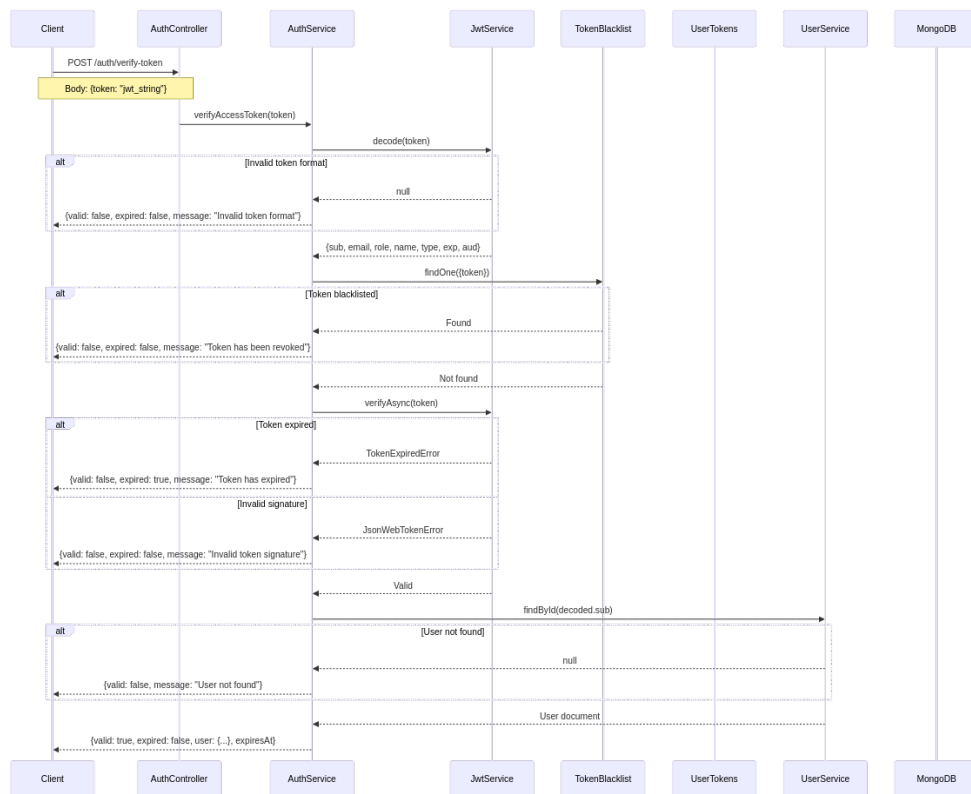 Client AuthController AuthService JwtService TokenBlacklist UserTokens UserService MongoDB
POST /auth/verify-token
Body: {token: "jwt_string"}
verifyAccessToken(token)
decode(token)
alt [Invalid token format]
null
{valid: false, expired: false, message: "Invalid token format"}
{sub, email, role, name, type, exp, aud}
findOne({token})
alt [Token blacklisted]
Found
{valid: false, expired: false, message: "Token has been revoked"}
Not found
verifyAsync(token)
alt [Token expired]
TokenExpiredError
{valid: false, expired: true, message: "Token has expired"}
[Invalid signature]
JsonWebTokenError
{valid: false, expired: false, message: "Invalid token signature"}
Valid
findById(decoded.sub)
alt [User not found]
null
{valid: false, message: "User not found"}
User document
{valid: true, expired: false, user: {...}, expiresAt}
Client AuthController AuthService JwtService TokenBlacklist UserTokens UserService MongoDB